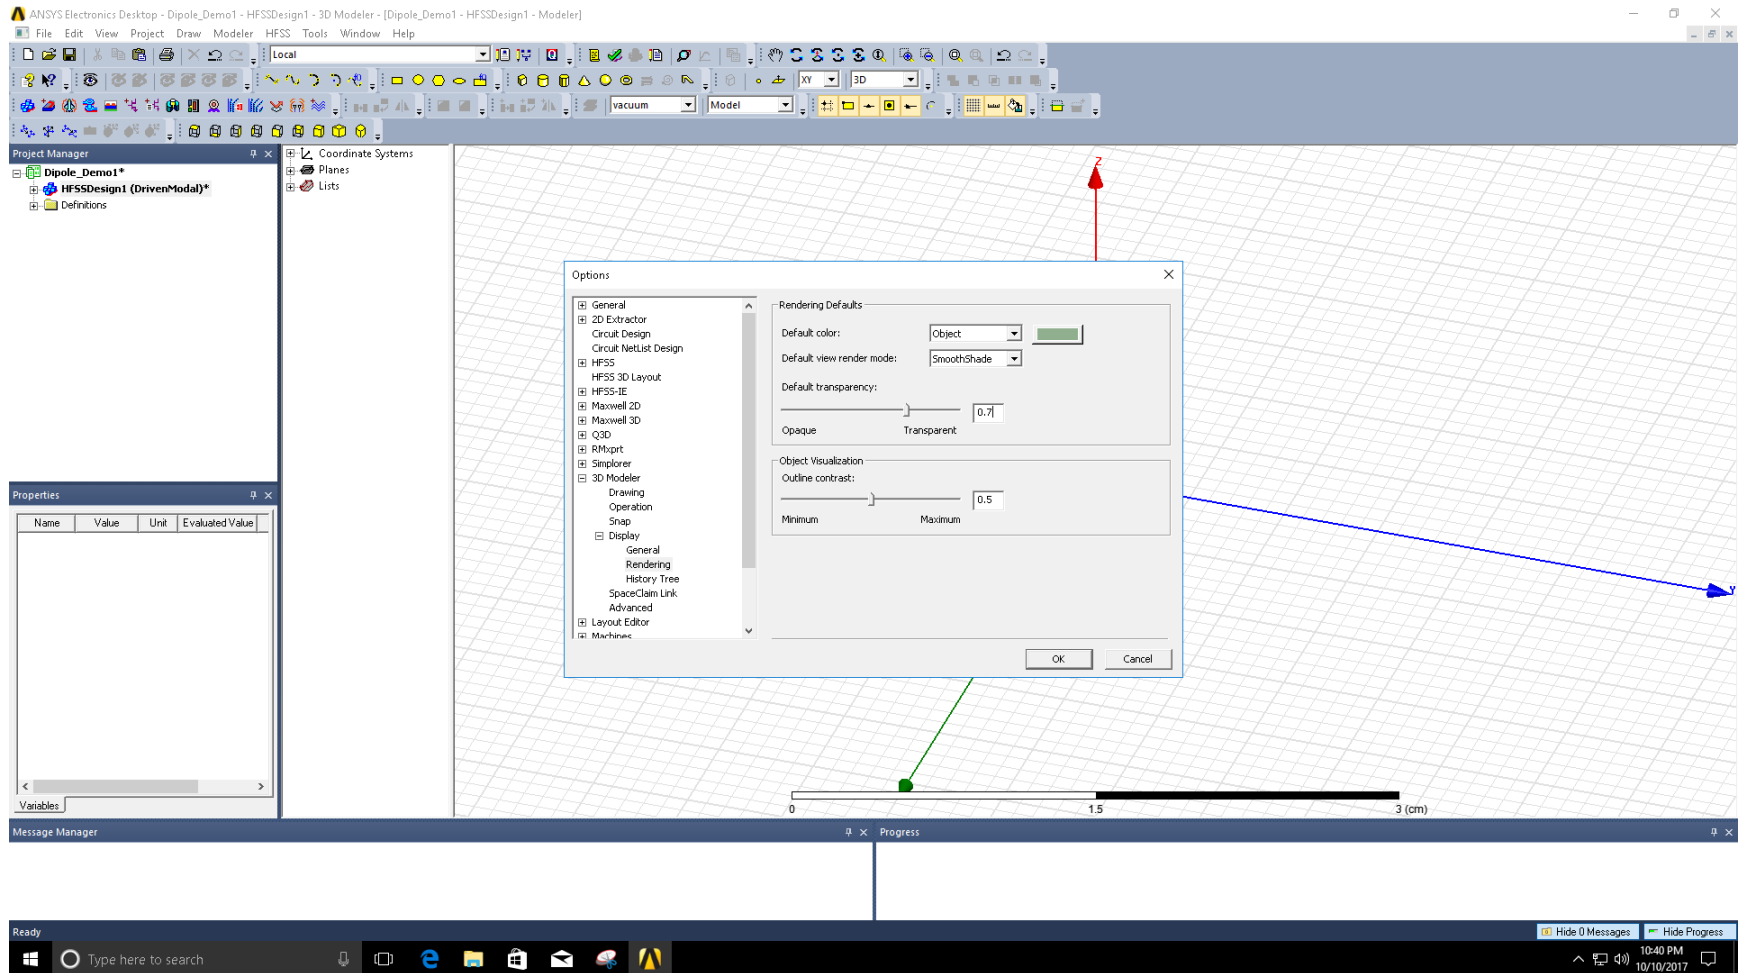 ANSYS Electronics Desktop - Dipole_Demo1 - HFSSDesign1 - 3D Modeler - [Dipole_Demo1 - HFSSDesign1 - Modeler]
File Edit View Project Draw Modeler HFSS Tools Window Help
Local
XY 3D
vacuum Model
Project Manager
Dipole_Demo1*
HFSSDesign1 (DrivenModal)*
Definitions
Coordinate Systems
Planes
Lists
Z
Y
Options
General
2D Extractor
Circuit Design
Circuit NetList Design
HFSS
HFSS 3D Layout
HFSS-IE
Maxwell 2D
Maxwell 3D
Q3D
RMxprt
Simplorer
3D Modeler
Drawing
Operation
Snap
Display
General
Rendering
History Tree
SpaceClaim Link
Advanced
Layout Editor
Machines
Rendering Defaults
Default color: Object
Default view render mode: SmoothShade
Default transparency:
0.7
Opaque Transparent
Object Visualization
Outline contrast:
0.5
Minimum Maximum
OK Cancel
Properties
Name Value Unit Evaluated Value
Variables
0 1.5 3 (cm)
Message Manager
Progress
Ready
Hide 0 Messages Hide Progress
Type here to search
10:40 PM
10/10/2017